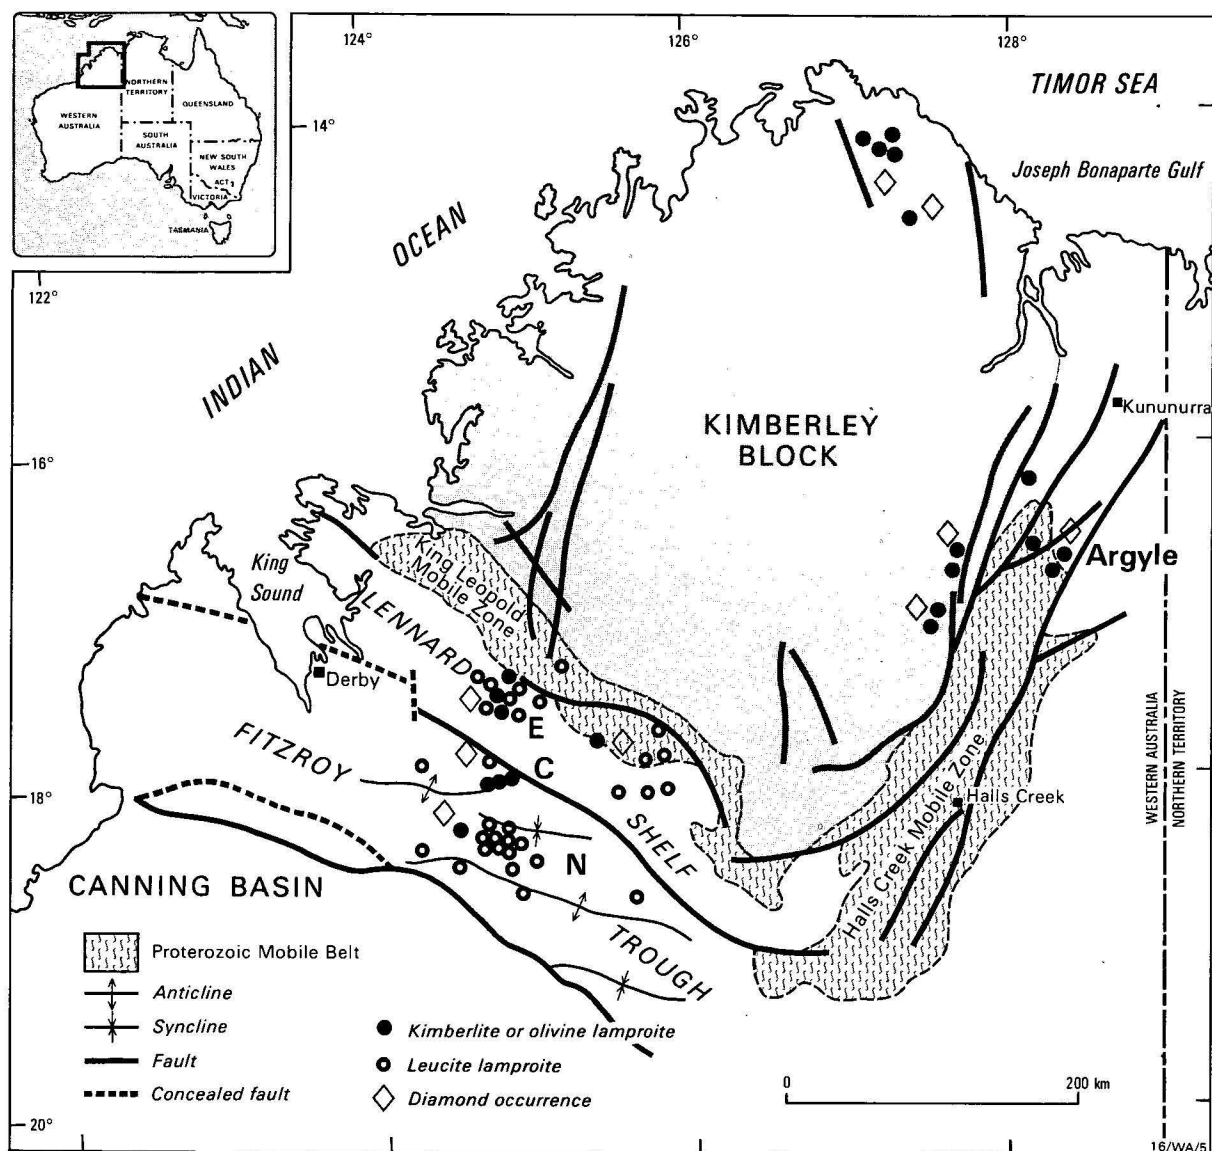 124°
126°
128°
NORTHERN
TERRITORY
QUEENSLAND
WESTERN
AUSTRALIA
SOUTH
AUSTRALIA
NEW SOUTH
WALES
ACT
VICTORIA
TASMANIA
TIMOR SEA
14°
Joseph Bonaparte Gulf
OCEAN
122°
INDIAN
Kununurra
KIMBERLEY
BLOCK
16°
King
Sound
King Leopold
Mobile Zone
Argyle
LENNARD
SHELF
Derby
E
FITZROY
TROUGH
C
WESTERN AUSTRALIA
NORTHERN TERRITORY
18°
Halls Creek
Halls Creek Mobile Zone
N
CANNING BASIN
Proterozoic Mobile Belt
Anticline
Syncline
Fault
Concealed fault
Kimberlite or olivine lamproite
Leucite lamproite
Diamond occurrence
0
200 km
20°
16/WA/5